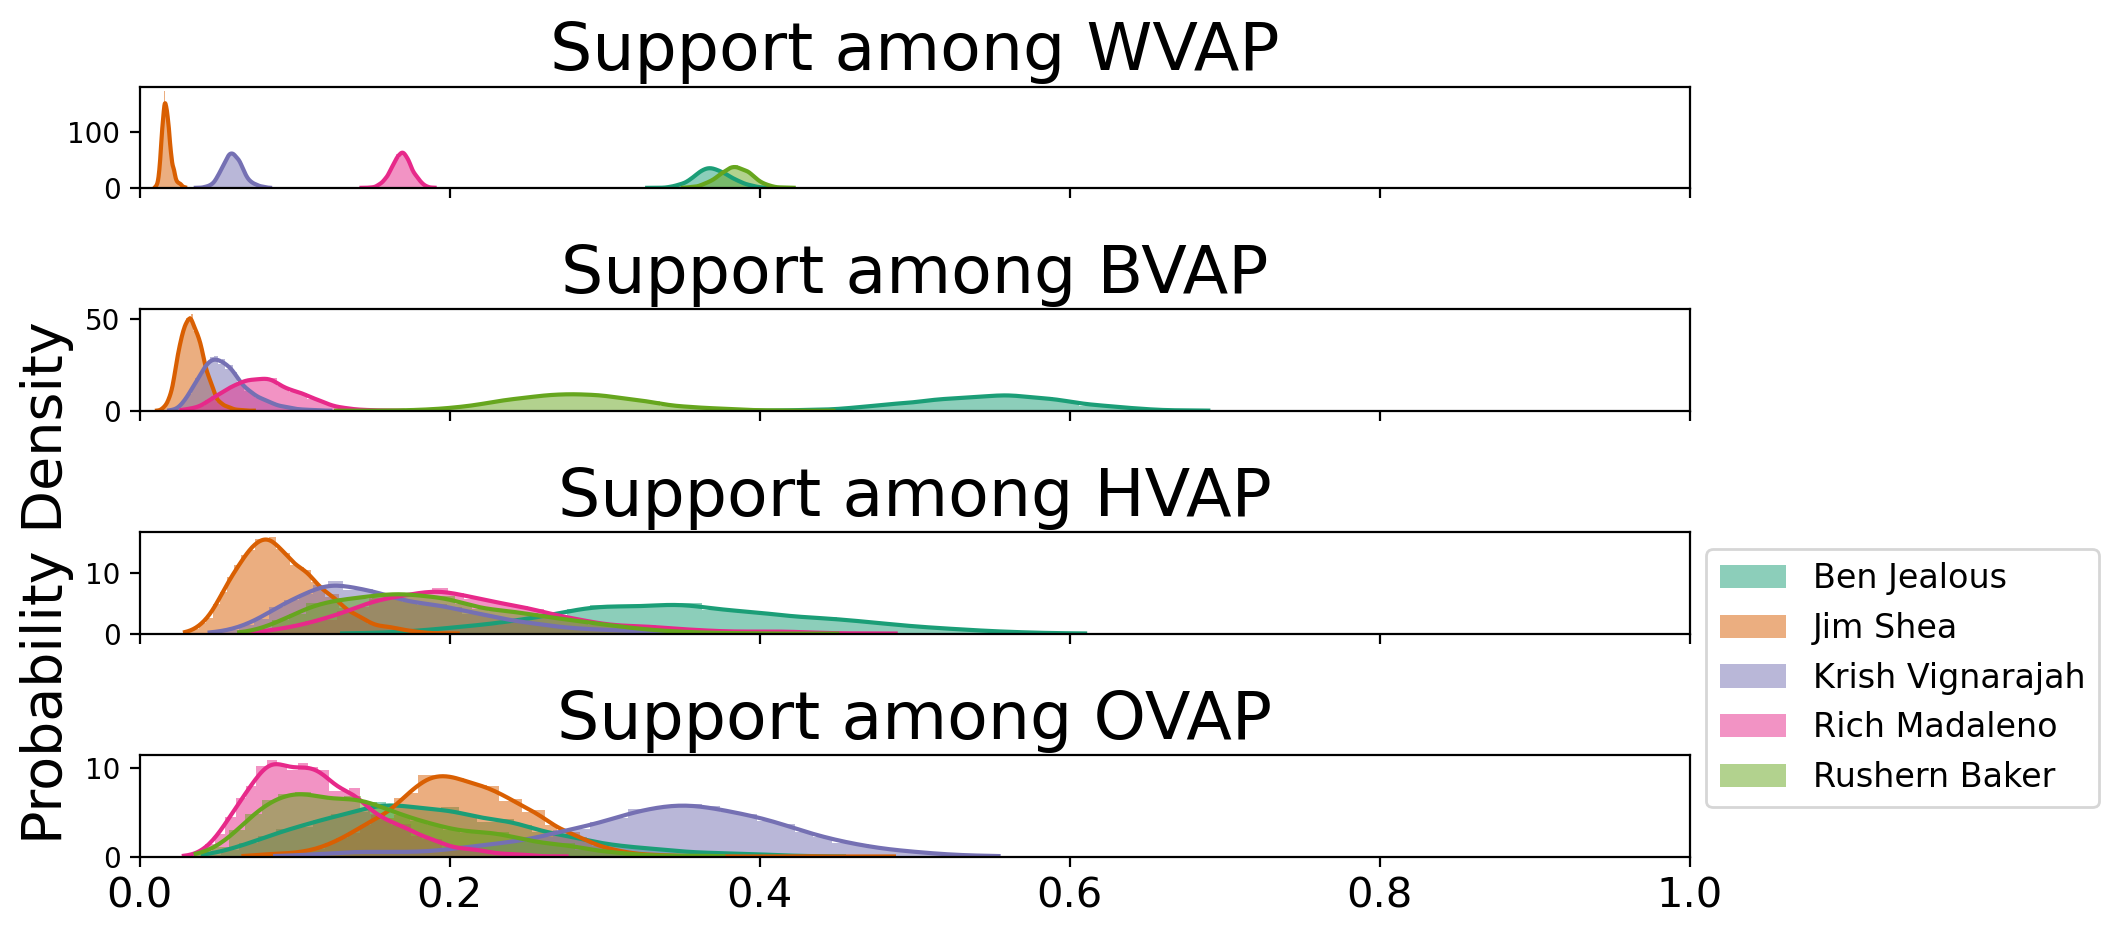 Support among WVAP
100
0
Support among BVAP
50
0
Support among HVAP
10
0
Support among OVAP
10
0
0.0 0.2 0.4 0.6 0.8 1.0
Probability Density
Ben Jealous
Jim Shea
Krish Vignarajah
Rich Madaleno
Rushern Baker